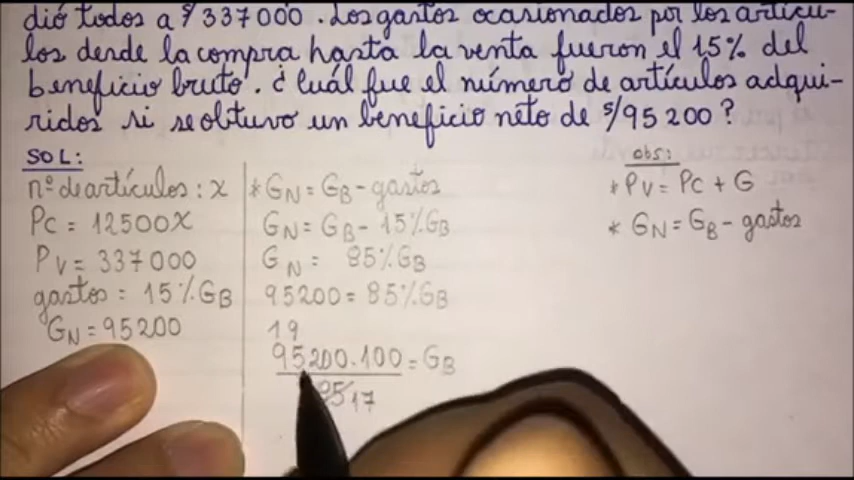 dió todos a s/ 337000. Los gastos ocasionados por los artícu-
los desde la compra hasta la venta fueron el 15% del
beneficio bruto. ¿Cuál fue el número de artículos adqui-
ridos si se obtuvo un beneficio neto de s/95200?
SOL:
nº de artículos: x
Pc = 12500x
Pv = 337000
gastos = 15% GB
GN = 95200
* GN = GB - gastos
GN = GB - 15% GB
GN = 85% GB
95200 = 85% GB
19
95200.100 = GB
85 17
obs:
* Pv = Pc + G
* GN = GB - gastos